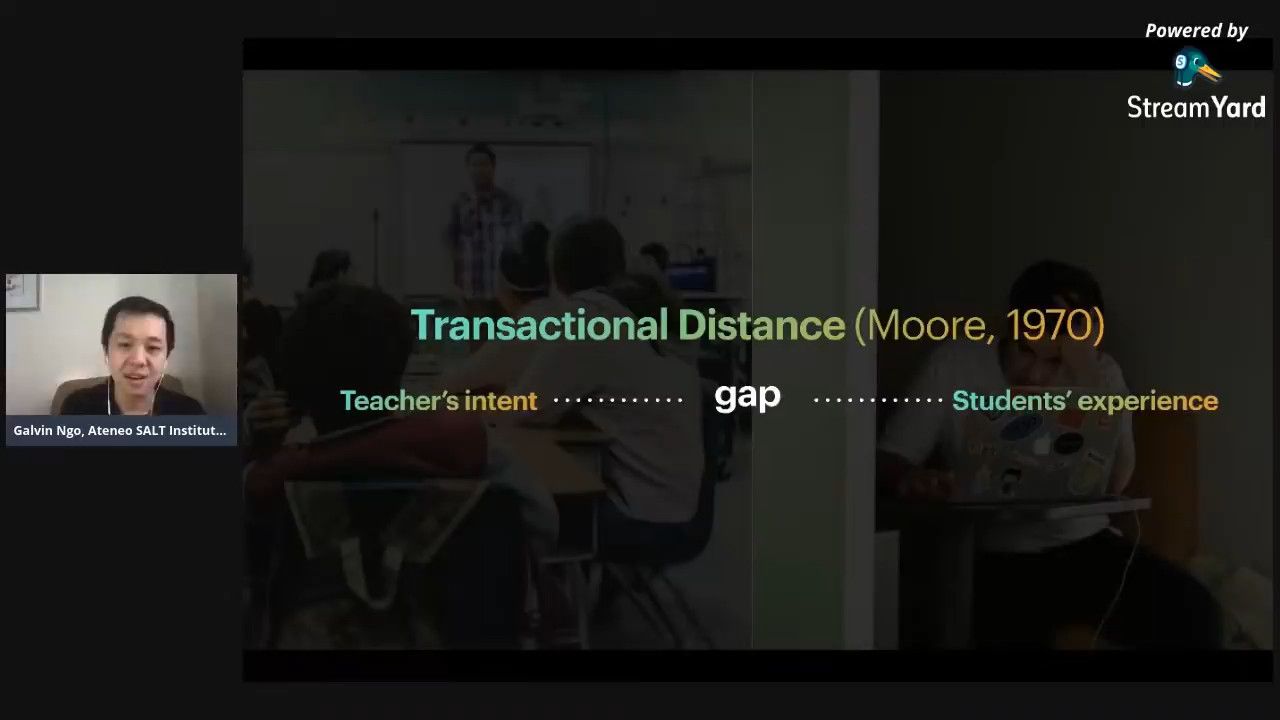 Powered by
StreamYard
Transactional Distance (Moore, 1970)
Teacher's intent ............ gap ............ Students' experience
Galvin Ngo, Ateneo SALT Institut...